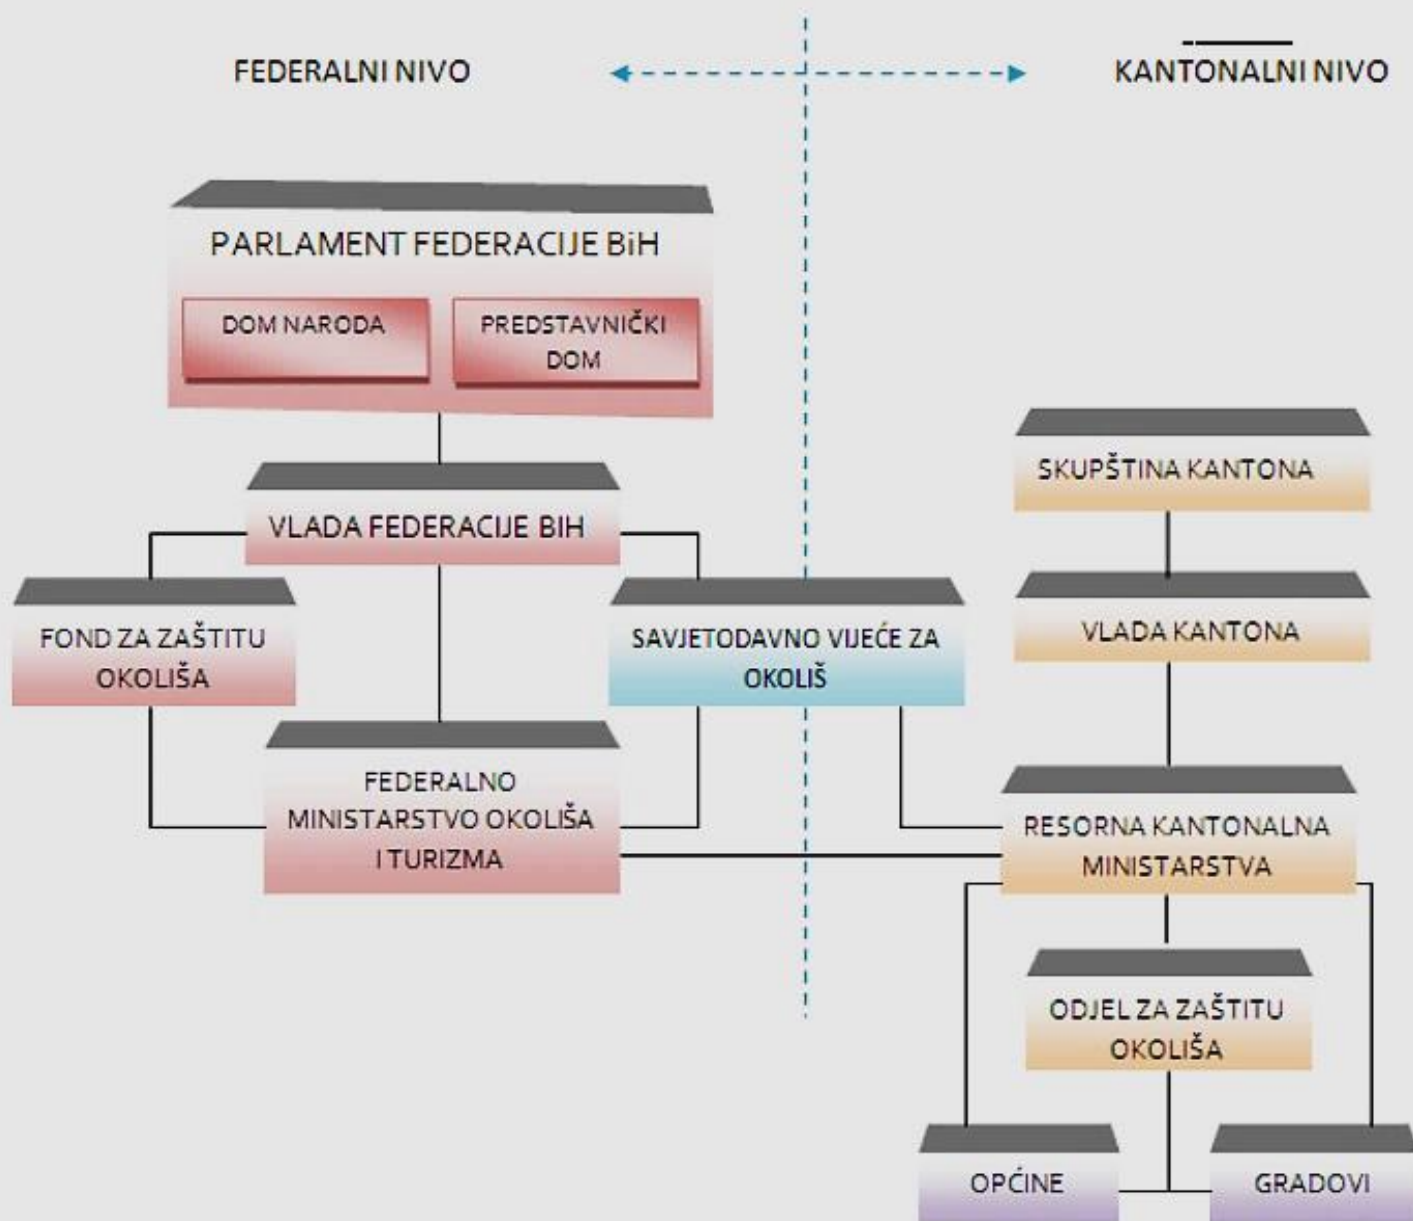 FEDERALNI NIVO
KANTONALNI NIVO
PARLAMENT FEDERACIJE BiH
DOM NARODA
PREDSTAVNIČKI
DOM
VLADA FEDERACIJE BIH
FOND ZA ZAŠTITU
OKOLIŠA
SAVJETODAVNO VIJEĆE ZA
OKOLIŠ
FEDERALNO
MINISTARSTVO OKOLIŠA
I TURIZMA
SKUPŠTINA KANTONA
VLADA KANTONA
RESORNA KANTONALNA
MINISTARSTVA
ODJEL ZA ZAŠTITU
OKOLIŠA
OPĆINE
GRADOVI